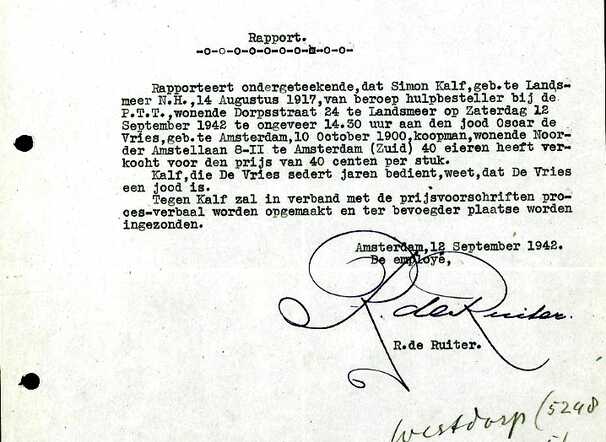 Rapport.
-o-o-o-o-o-o-o-o-o-o-
Rapporteert ondergeteekende,dat Simon Kalf,geb.te Lands-
meer N.H.,14 Augustus 1917,van beroep hulpbesteller bij de
P.T.T.,wonende Dorpsstraat 24 te Landsmeer op Zaterdag 12
September 1942 te ongeveer 14.30 uur aan den jood Oscar de
Vries,geb.te Amsterdam,10 October 1900,koopman,wonende Noor-
der Amstellaan 8-II te Amsterdam (Zuid) 40 eieren heeft ver-
kocht voor den prijs van 40 centen per stuk.
Kalf,die De Vries sedert jaren bedient,weet,dat De Vries
een jood is.
Tegen Kalf zal in verband met de prijsvoorschriften pro-
ces-verbaal worden opgemaakt en ter bevoegder plaatse worden
ingezonden.
Amsterdam,12 September 1942.
De employé,
R. de Ruiter.
R.de Ruiter.
Westdorp (5248